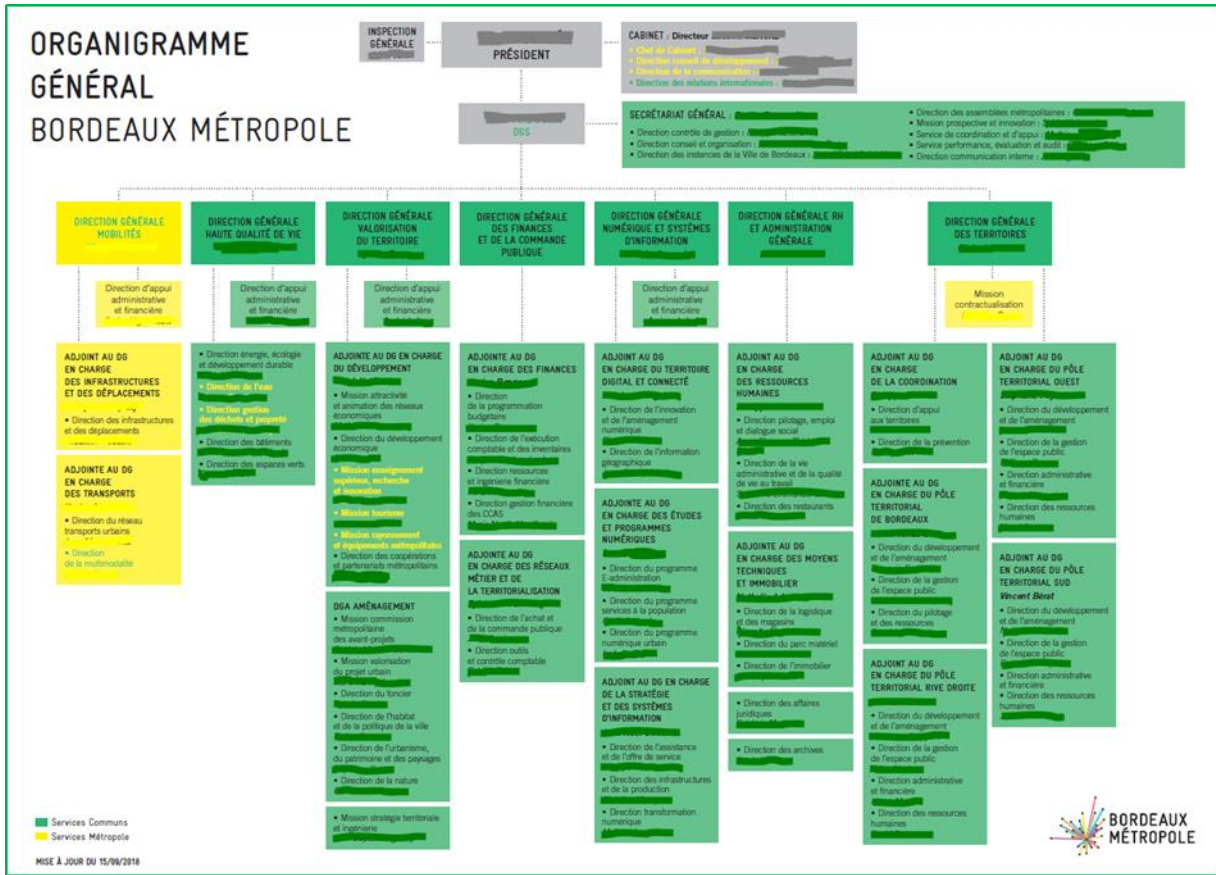 ORGANIGRAMME
GÉNÉRAL
BORDEAUX MÉTROPOLE
INSPECTION
GÉNÉRALE
PRÉSIDENT
CABINET : Directeur
• Chef de Cabinet :
• Direction conseil de développement :
• Direction de la communication :
• Direction des relations internationales :
DGS
SECRÉTARIAT GÉNÉRAL :
• Direction contrôle de gestion :
• Direction conseil et organisation :
• Direction des instances de la Ville de Bordeaux :
• Direction des assemblées métropolitaines :
• Mission prospective et innovation :
• Service de coordination et d'appui :
• Service performance, évaluation et audit :
• Direction communication interne :
DIRECTION GÉNÉRALE
MOBILITÉS
Direction d'appui
administrative
et financière
ADJOINT AU DG
EN CHARGE
DES INFRASTRUCTURES
ET DES DÉPLACEMENTS
• Direction des infrastructures
et des déplacements
ADJOINTE AU DG
EN CHARGE
DES TRANSPORTS
• Direction du réseau
transports urbains
• Direction
de la multimodalité
DIRECTION GÉNÉRALE
HAUTE QUALITÉ DE VIE
Direction d'appui
administrative
et financière
• Direction énergie, écologie
et développement durable
• Direction de l'eau
• Direction gestion
des déchets et propreté
• Direction des bâtiments
• Direction des espaces verts
DIRECTION GÉNÉRALE
VALORISATION
DU TERRITOIRE
Direction d'appui
administrative
et financière
ADJOINTE AU DG EN CHARGE
DU DÉVELOPPEMENT
• Mission attractivité
et animation des réseaux
économiques
• Direction du développement
économique
• Mission enseignement
supérieur, recherche
et innovation
• Mission tourisme
• Mission rayonnement
et équipements métropolitains
• Direction des coopérations
et partenariats métropolitains
DGA AMÉNAGEMENT
• Mission commission
métropolitaine
des avant-projets
• Mission valorisation
du projet urbain
• Direction du foncier
• Direction de l'habitat
et de la politique de la ville
• Direction de l'urbanisme,
du patrimoine et des paysages
• Direction de la nature
• Mission stratégie territoriale
et ingénierie
DIRECTION GÉNÉRALE
DES FINANCES
ET DE LA COMMANDE
PUBLIQUE
ADJOINTE AU DG
EN CHARGE DES FINANCES
• Direction
de la programmation
budgétaire
• Direction de l'exécution
comptable et des inventaires
• Direction ressources
et ingénierie financière
• Direction gestion financière
des CCAS
ADJOINTE AU DG
EN CHARGE DES RÉSEAUX
MÉTIER ET DE
LA TERRITORIALISATION
• Direction de l'achat et
de la commande publique
• Direction outils
et contrôle comptable
DIRECTION GÉNÉRALE
NUMÉRIQUE ET SYSTÈMES
D'INFORMATION
Direction d'appui
administrative
et financière
ADJOINT AU DG
EN CHARGE DU TERRITOIRE
DIGITAL ET CONNECTÉ
• Direction de l'innovation
et de l'aménagement
numérique
• Direction de l'information
géographique
ADJOINTE AU DG
EN CHARGE DES ÉTUDES
ET PROGRAMMES
NUMÉRIQUES
• Direction du programme
E-administration
• Direction du programme
services à la population
• Direction du programme
numérique urbain
ADJOINT AU DG EN CHARGE
DE LA STRATÉGIE
ET DES SYSTÈMES
D'INFORMATION
• Direction de l'assistance
et de l'offre de service
• Direction des infrastructures
et de la production
• Direction transformation
numérique
DIRECTION GÉNÉRALE RH
ET ADMINISTRATION
GÉNÉRALE
ADJOINTE AU DG
EN CHARGE
DES RESSOURCES
HUMAINES
• Direction pilotage, emploi
et dialogue social
• Direction de la vie
administrative et de la qualité
de vie au travail
• Direction des restaurants
ADJOINTE AU DG
EN CHARGE DES MOYENS
TECHNIQUES
ET IMMOBILIER
• Direction de la logistique
et des magasins
• Direction du parc matériel
• Direction de l'immobilier
• Direction des affaires
juridiques
• Direction des archives
DIRECTION GÉNÉRALE
DES TERRITOIRES
Mission
contractualisation
ADJOINT AU DG
EN CHARGE
DE LA COORDINATION
• Direction d'appui
aux territoires
• Direction de la prévention
ADJOINTE AU DG
EN CHARGE DU PÔLE
TERRITORIAL
DE BORDEAUX
• Direction du développement
et de l'aménagement
• Direction de la gestion
de l'espace public
• Direction du pilotage
et des ressources
ADJOINT AU DG
EN CHARGE DU PÔLE
TERRITORIAL RIVE DROITE
• Direction du développement
et de l'aménagement
• Direction de la gestion
de l'espace public
• Direction administrative
et financière
• Direction des ressources
humaines
ADJOINT AU DG
EN CHARGE DU PÔLE
TERRITORIAL OUEST
• Direction du développement
et de l'aménagement
• Direction de la gestion
de l'espace public
• Direction administrative
et financière
• Direction des ressources
humaines
ADJOINT AU DG
EN CHARGE DU PÔLE
TERRITORIAL SUD
Vincent Bérat
• Direction du développement
et de l'aménagement
• Direction de la gestion
de l'espace public
• Direction administrative
et financière
• Direction des ressources
humaines
Services Communs
Services Métropole
MISE À JOUR DU 15/09/2018
BORDEAUX
MÉTROPOLE